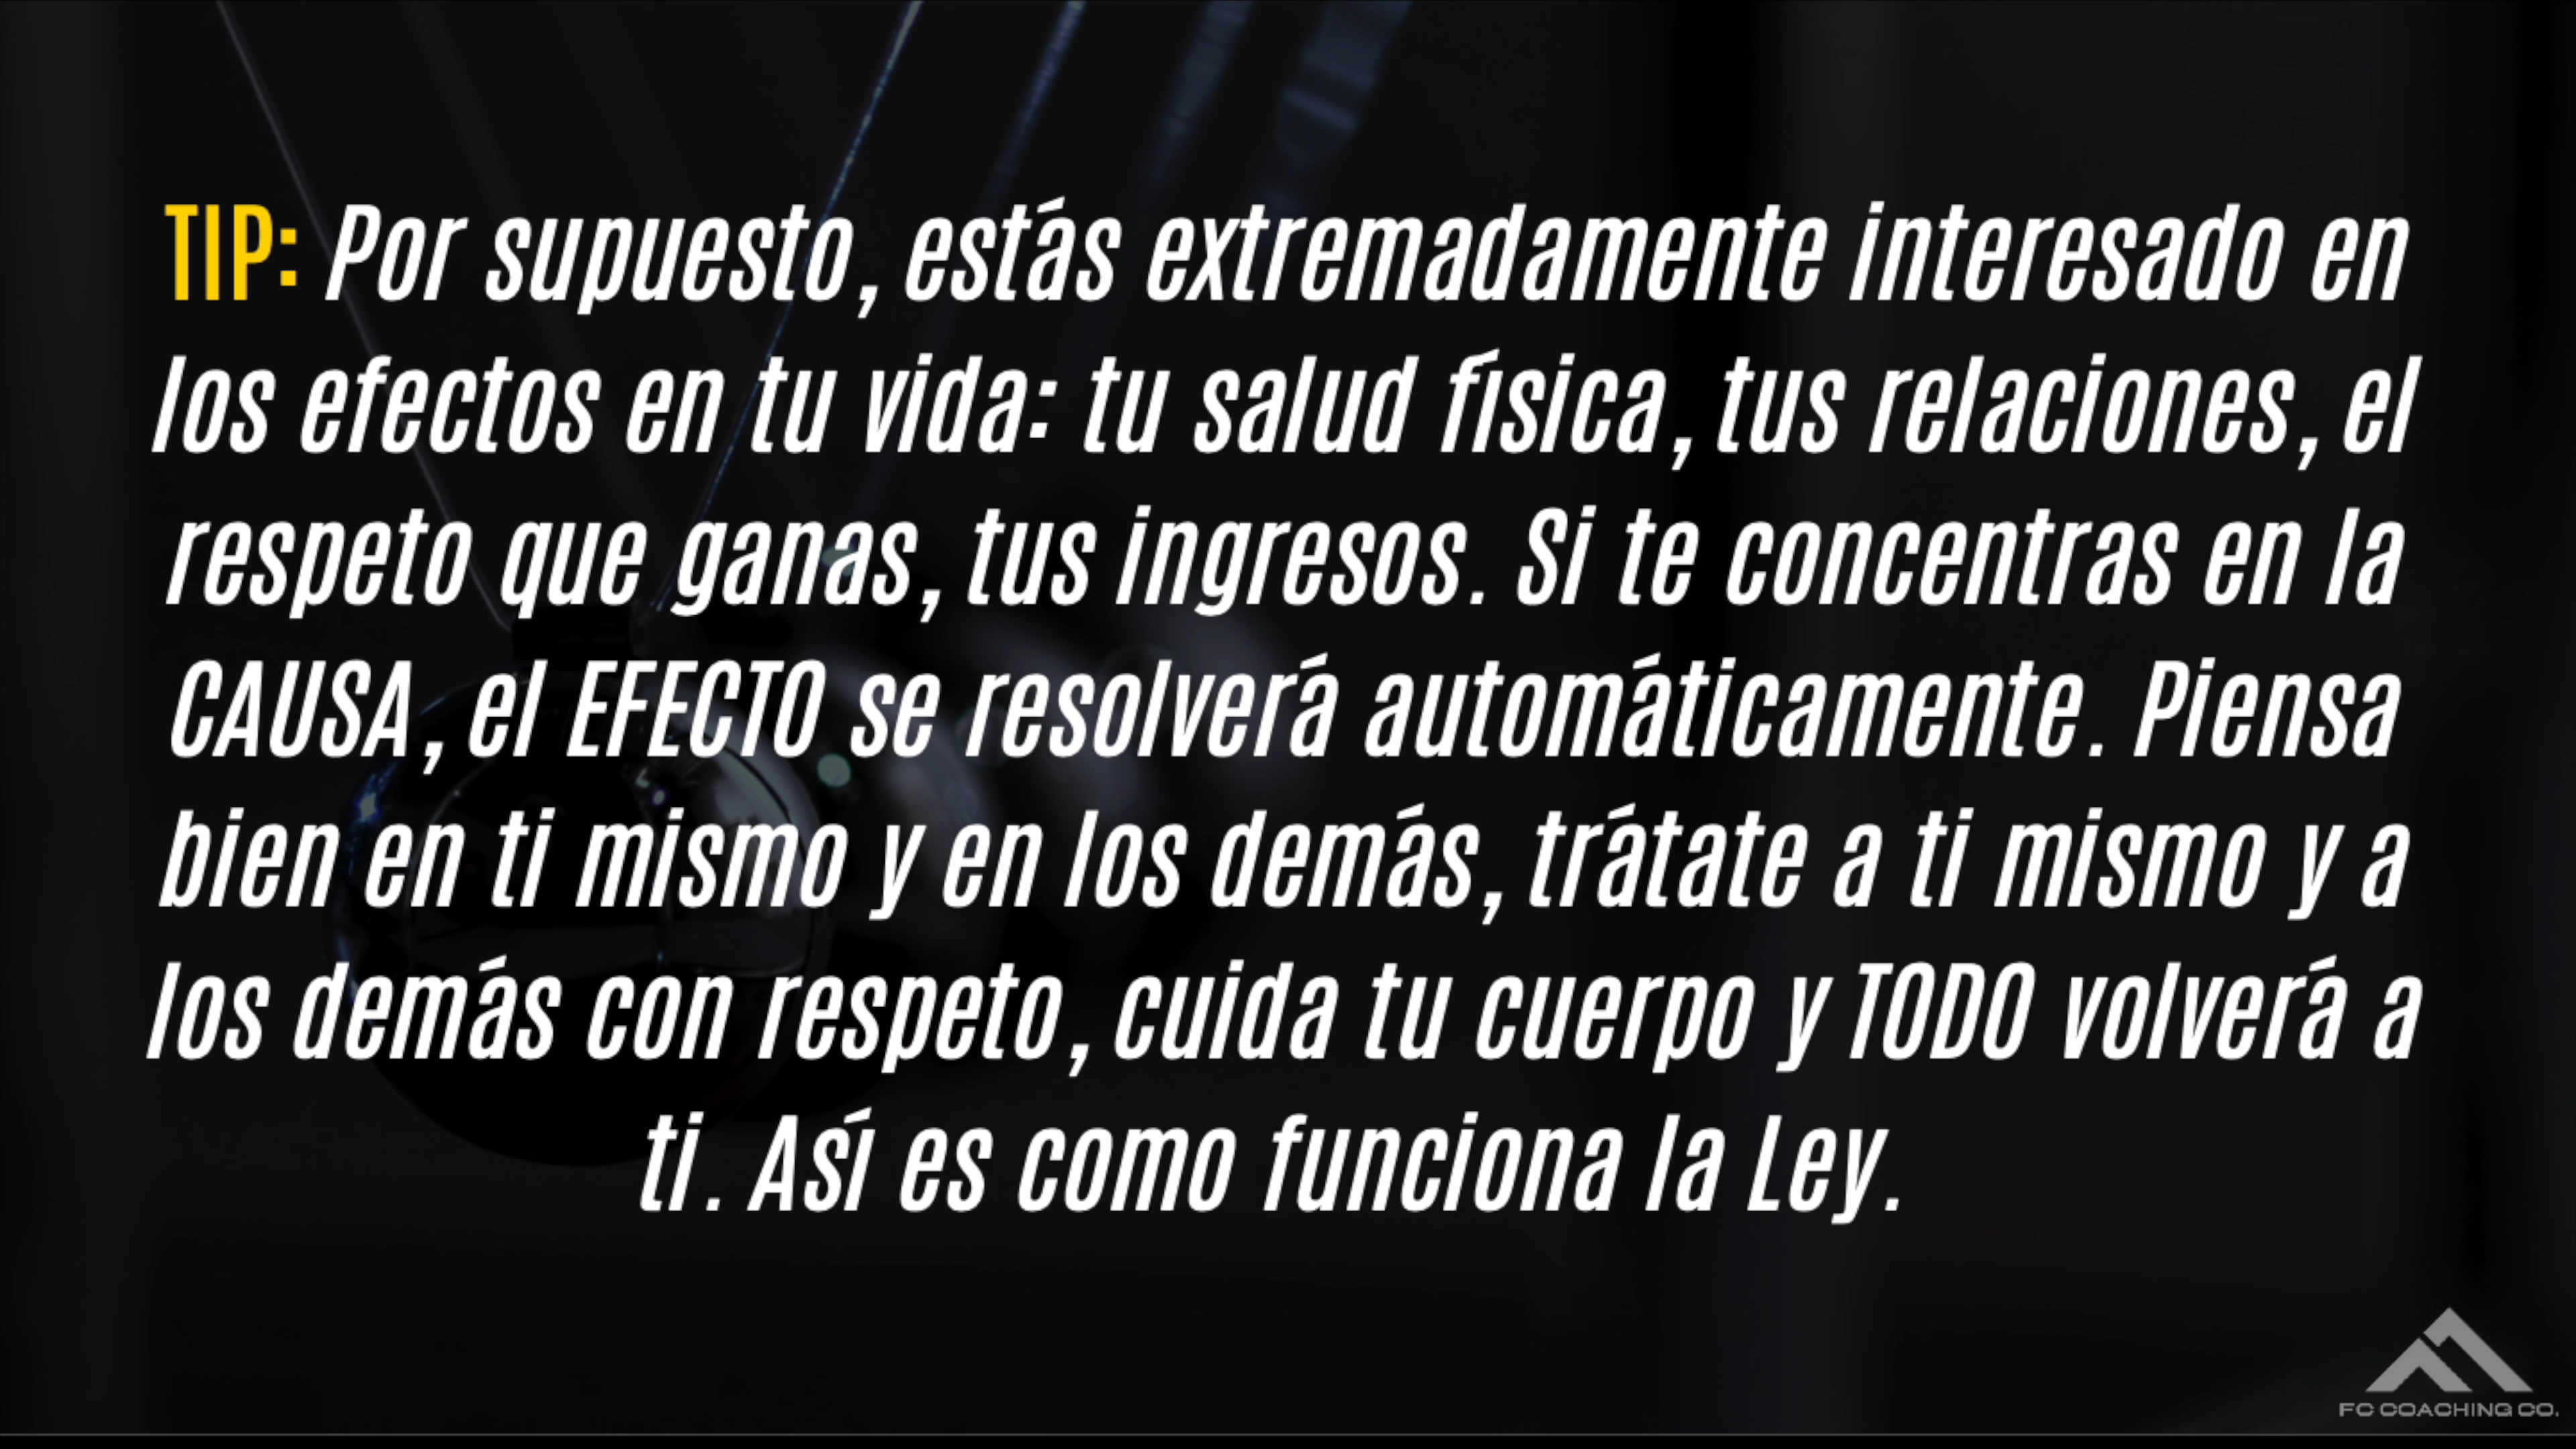 TIP: Por supuesto, estás extremadamente interesado en
los efectos en tu vida: tu salud física, tus relaciones, el
respeto que ganas, tus ingresos. Si te concentras en la
CAUSA, el EFECTO se resolverá automáticamente. Piensa
bien en ti mismo y en los demás, trátate a ti mismo y a
los demás con respeto, cuida tu cuerpo y TODO volverá a
ti. Así es como funciona la Ley.
FC COACHING CO.